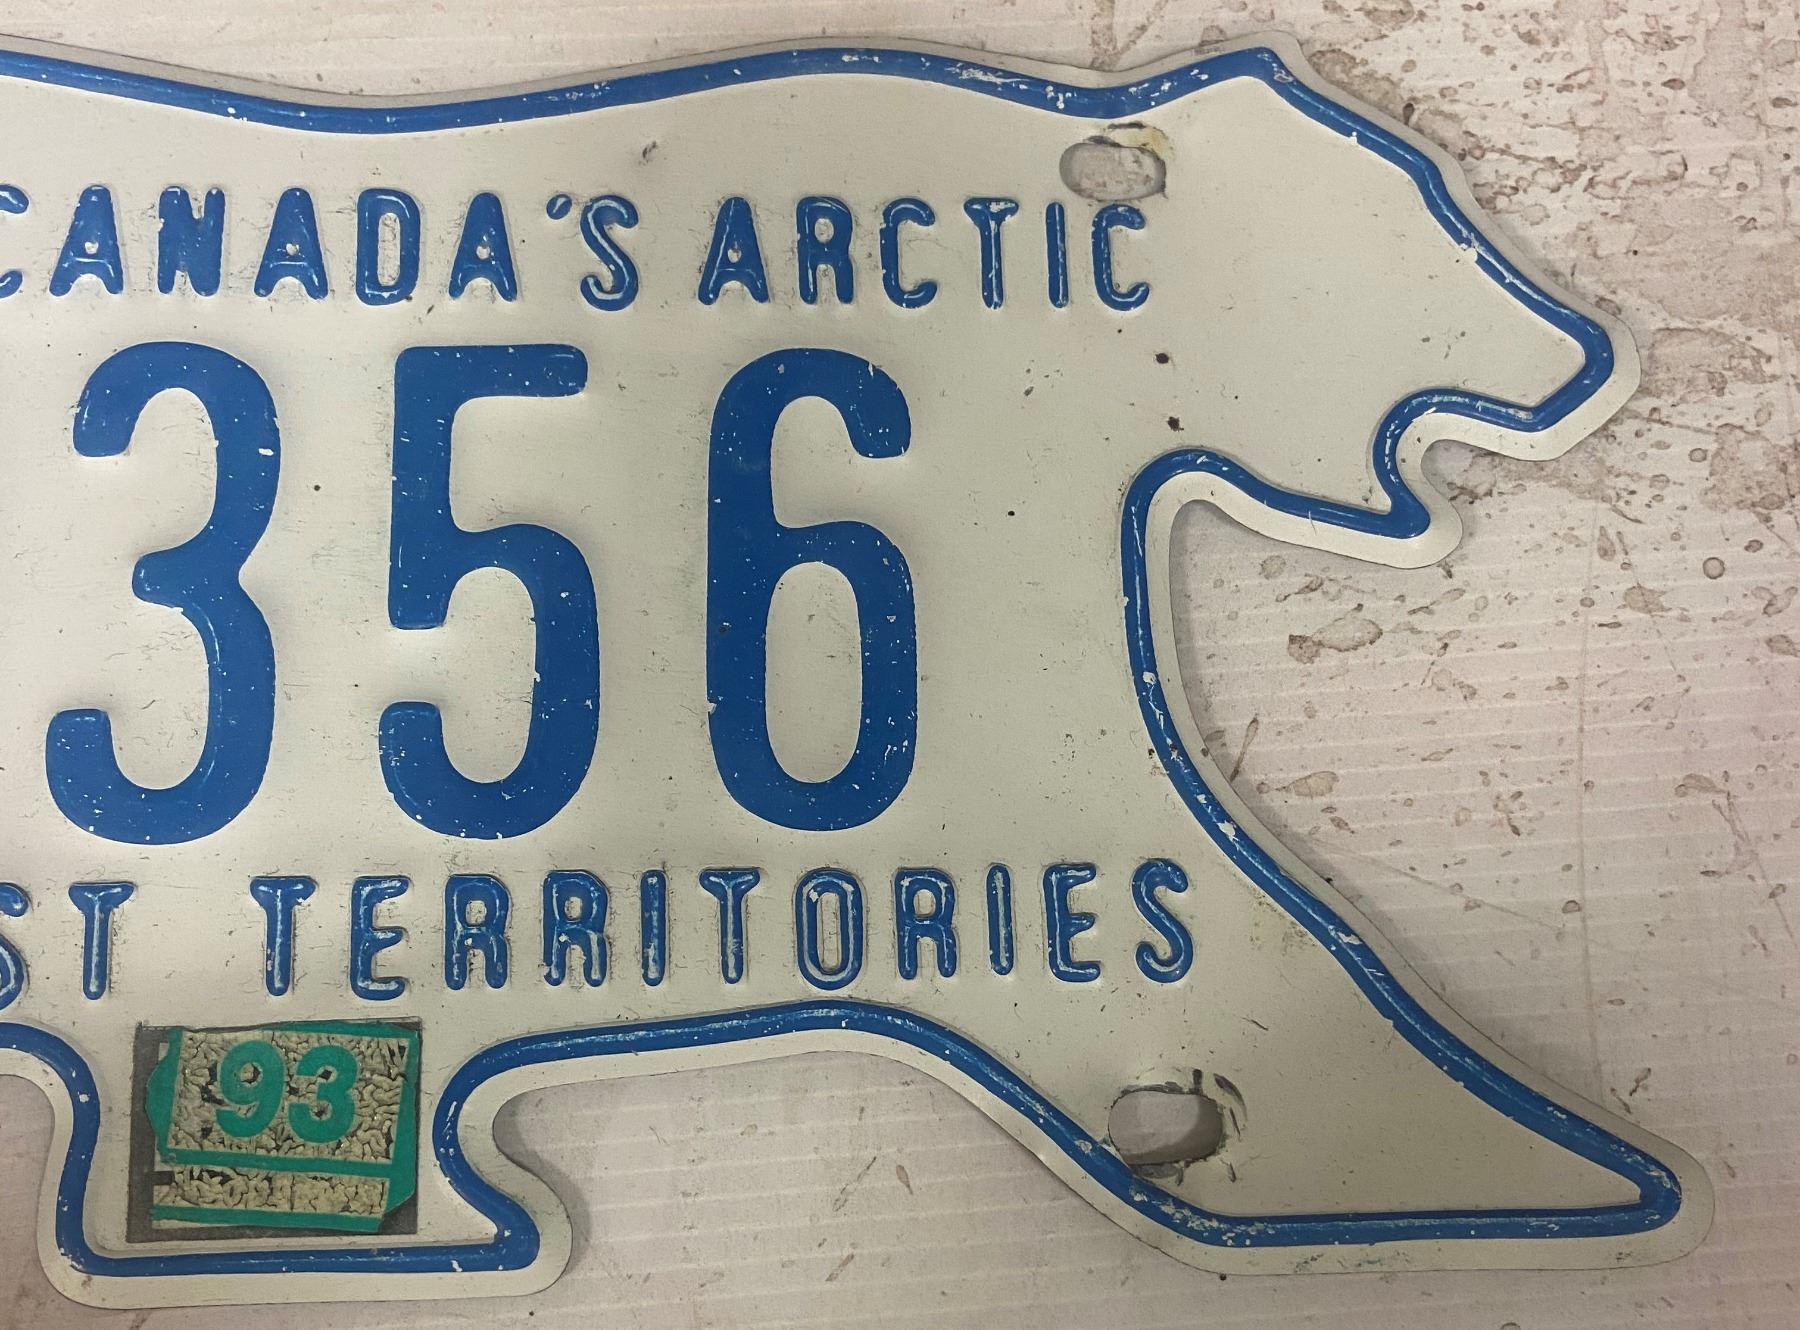 CANADA'S ARCTIC
356
ST TERRITORIES
93